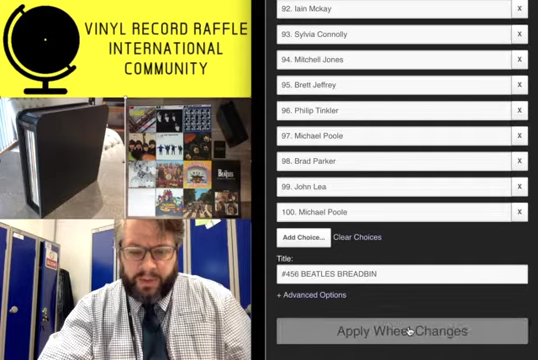 VINYL RECORD RAFFLE
INTERNATIONAL
COMMUNITY
92. Iain Mckay
x
93. Sylvia Connolly
x
94. Mitchell Jones
x
95. Brett Jeffrey
x
96. Philip Tinkler
x
97. Michael Poole
x
98. Brad Parker
x
99. John Lea
x
100. Michael Poole
x
Add Choice... Clear Choices
Title:
#456 BEATLES BREADBIN
+ Advanced Options
Apply Wheel Changes